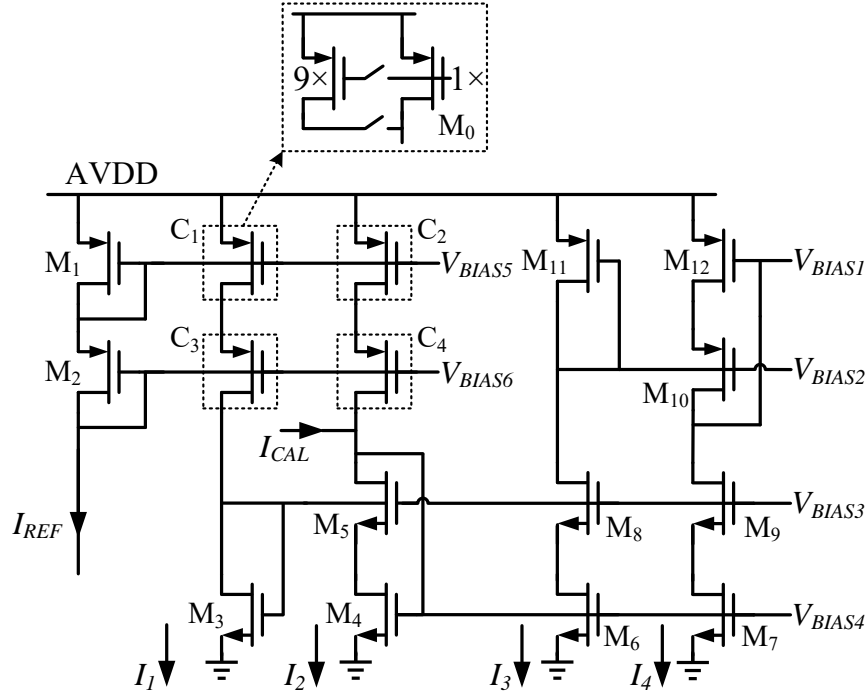 9× 1×
M0
AVDD
C1 C2
M1 VBIAS5 M11 M12 VBIAS1
C3 C4
M2 VBIAS6 VBIAS2
M10
ICAL
IREF M5 M8 M9 VBIAS3
M3 M4 M6 M7 VBIAS4
I1 I2 I3 I4